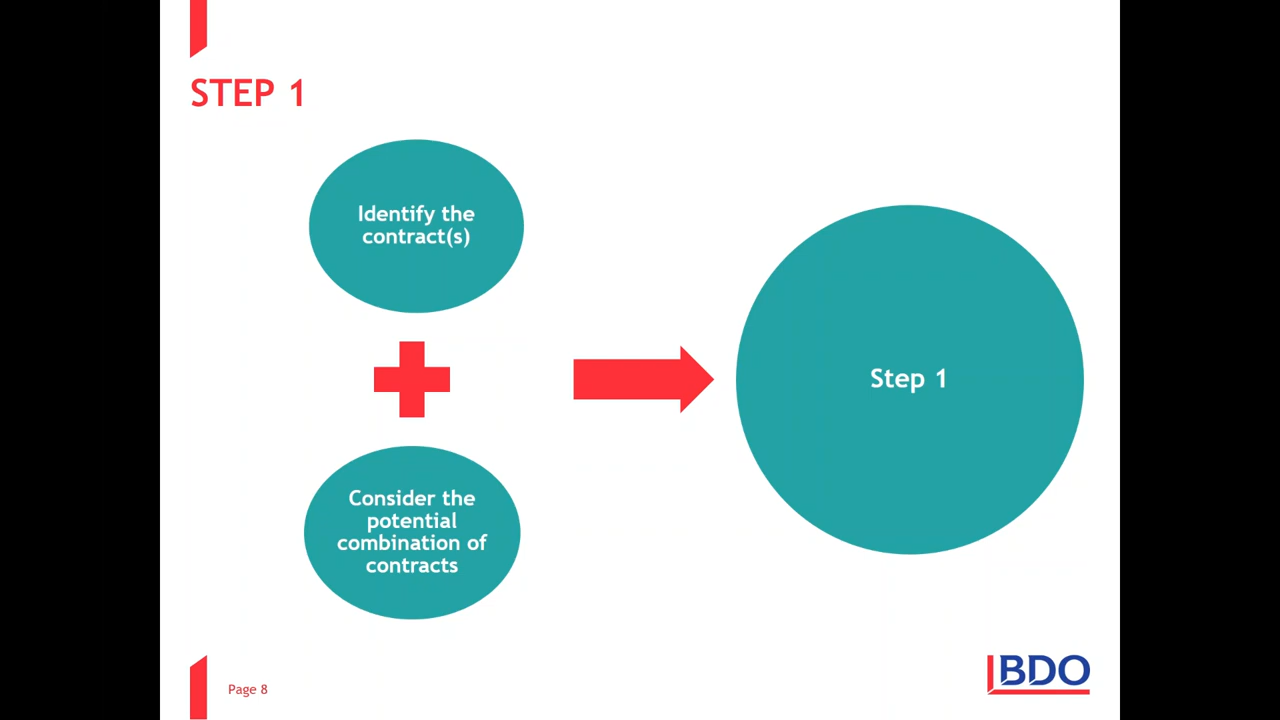 STEP 1
Identify the
contract(s)
Consider the
potential
combination of
contracts
Step 1
Page 8
BDO